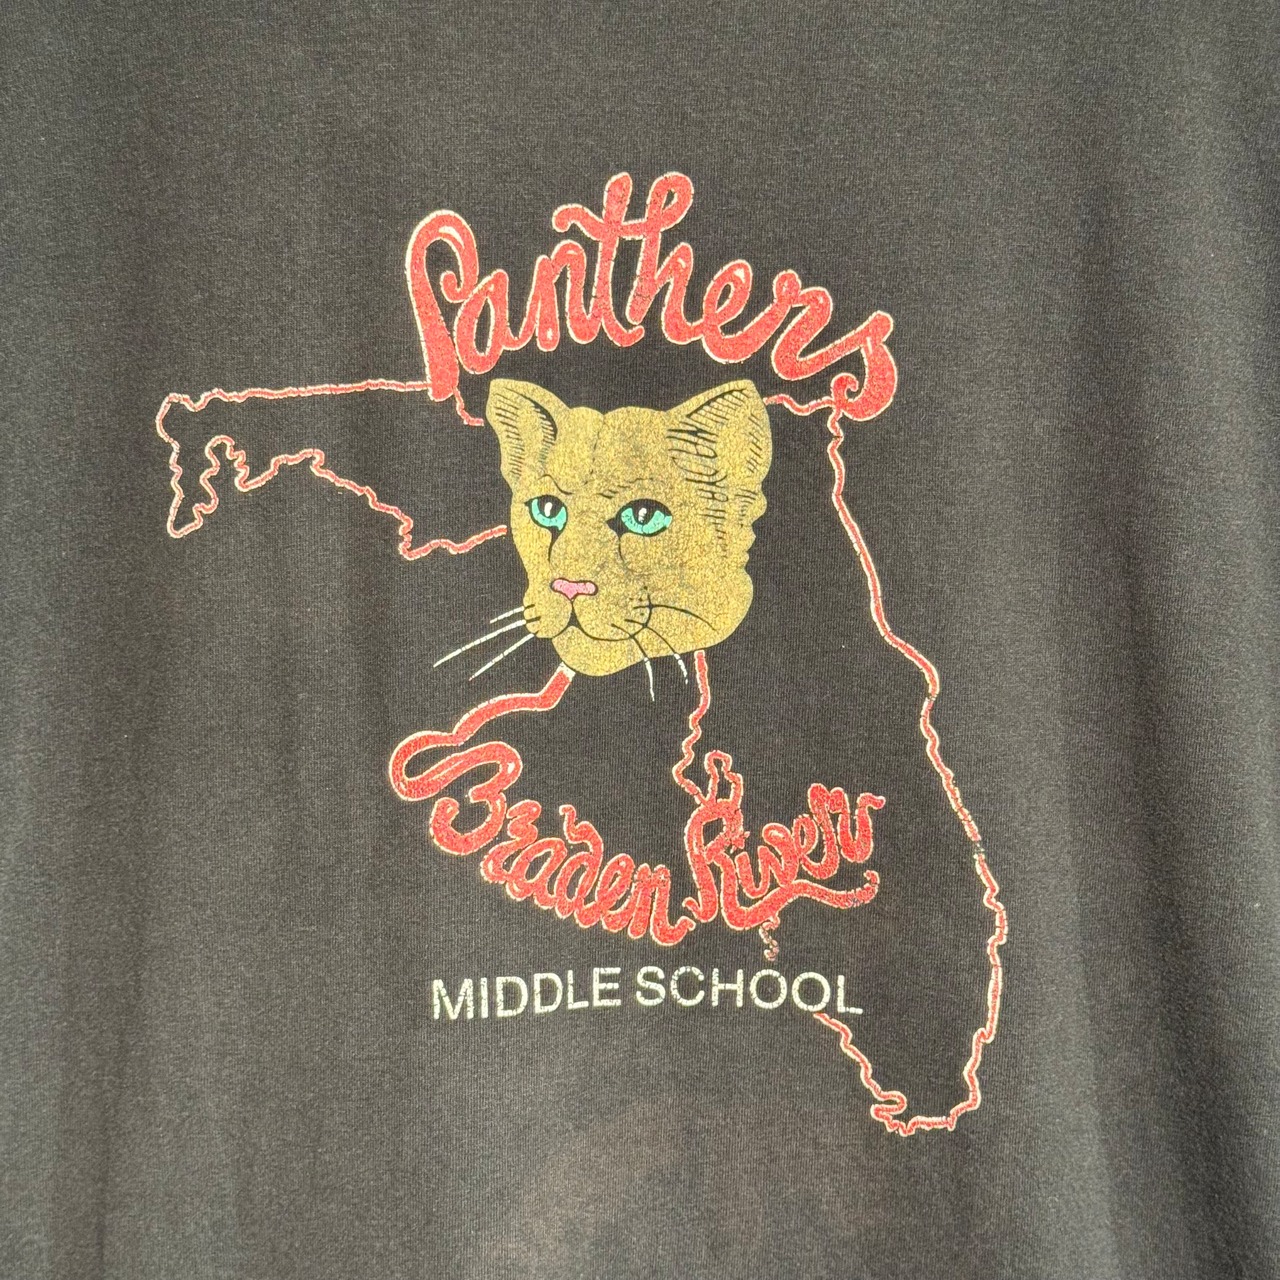 Panthers
Braden River
MIDDLE SCHOOL